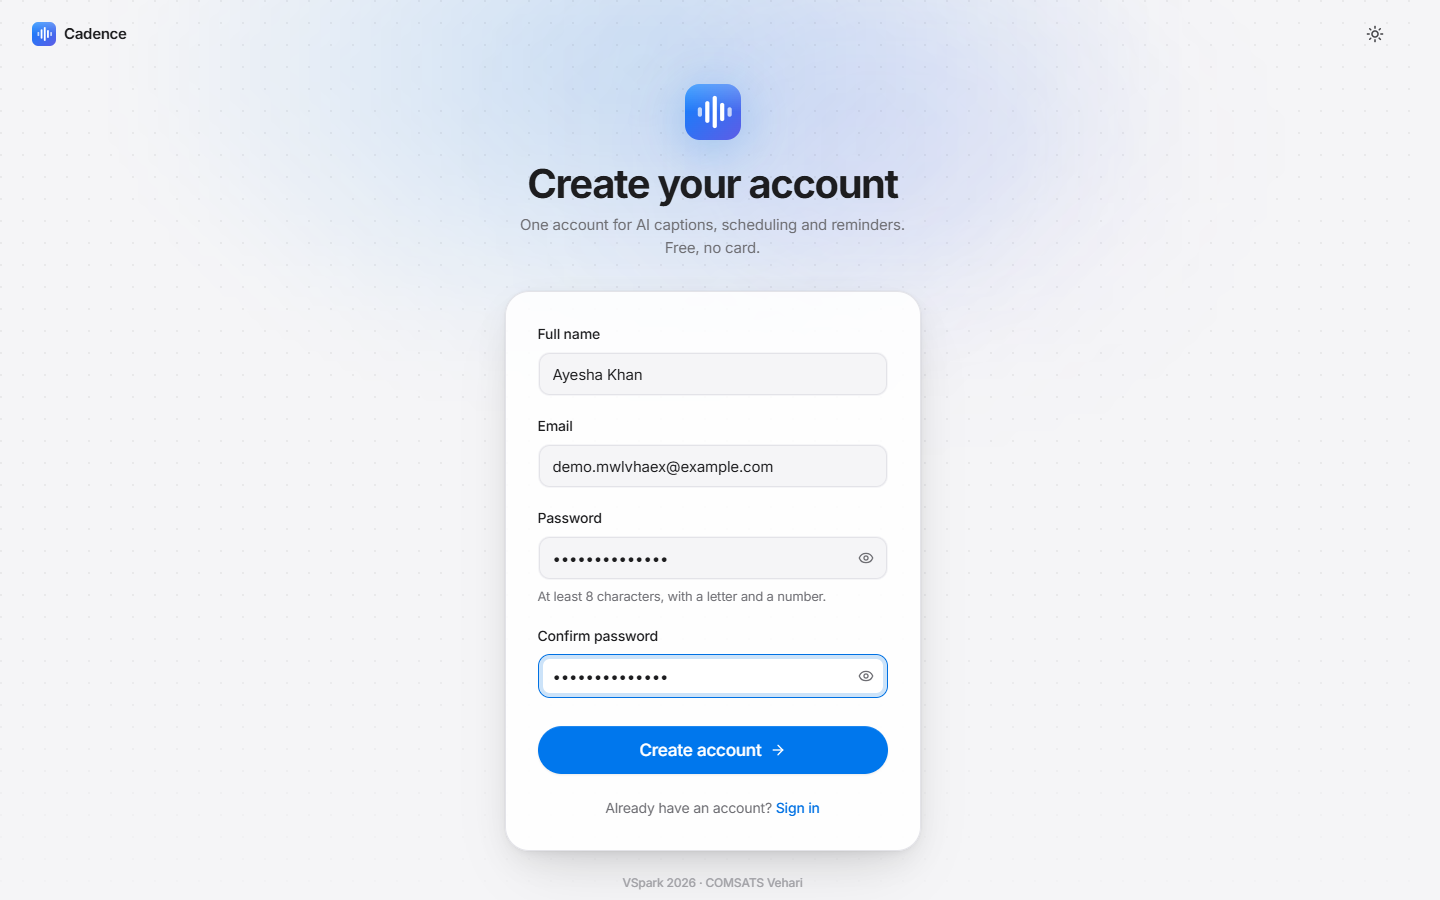 Cadence
Create your account
One account for AI captions, scheduling and reminders.
Free, no card.
Full name
Ayesha Khan
Email
demo.mwlvhaex@example.com
Password
••••••••••••••
At least 8 characters, with a letter and a number.
Confirm password
••••••••••••••
Create account →
Already have an account? Sign in
VSpark 2026 · COMSATS Vehari